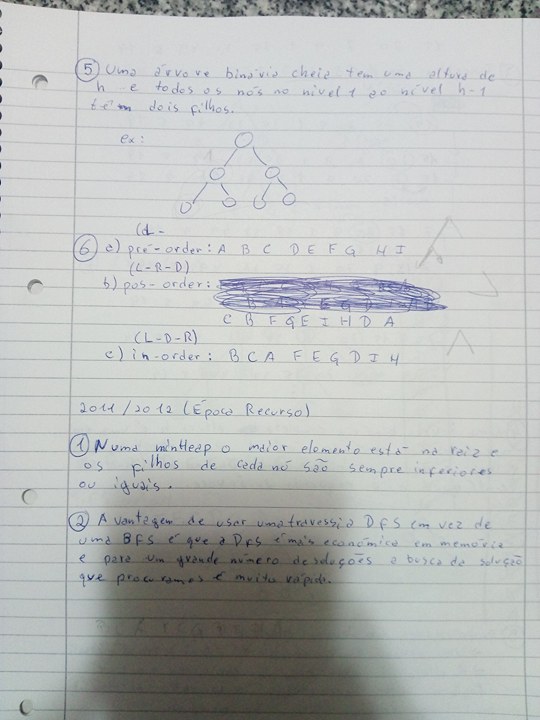 5 Uma árvore binária cheia tem uma altura de
h e todos os nós no nível 1 ao nível h-1
têm dois filhos.
ex:
(d-
6 a) pré-order: A B C D E F G H I
(L-R-D)
b) pos-order:
C B F G E I H D A
(L-D-R)
c) in-order: B C A F E G D I H
2011/2012 (Época Recurso)
1 Numa minHeap o maior elemento está na raiz e
os filhos de cada nó são sempre inferiores
ou iguais.
2 A vantagem de usar uma travessia DFS em vez de
uma BFS é que a DFS é mais económica em memória
e para um grande número de soluções a busca da solução
que procuramos é muito rápida.